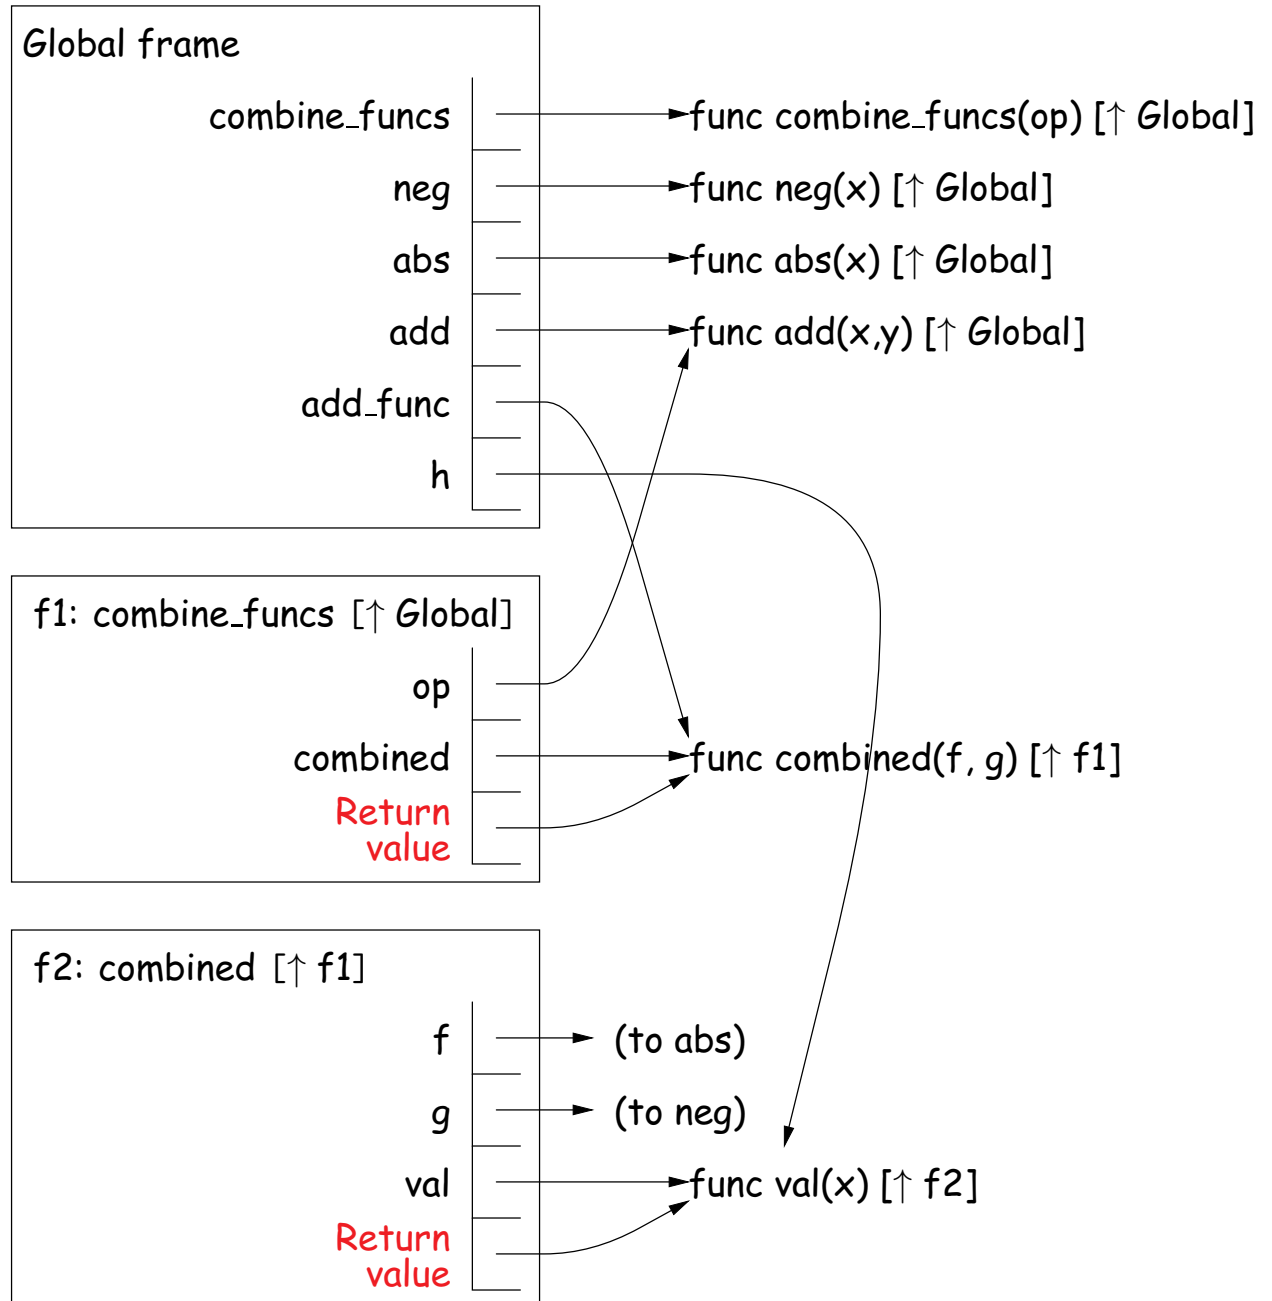 Global frame
combine_funcs
func combine_funcs(op) [↑ Global]
neg
func neg(x) [↑ Global]
abs
func abs(x) [↑ Global]
add
func add(x,y) [↑ Global]
add_func
h
f1: combine_funcs [↑ Global]
op
combined
func combined(f, g) [↑ f1]
Return
value
f2: combined [↑ f1]
f
(to abs)
g
(to neg)
val
func val(x) [↑ f2]
Return
value